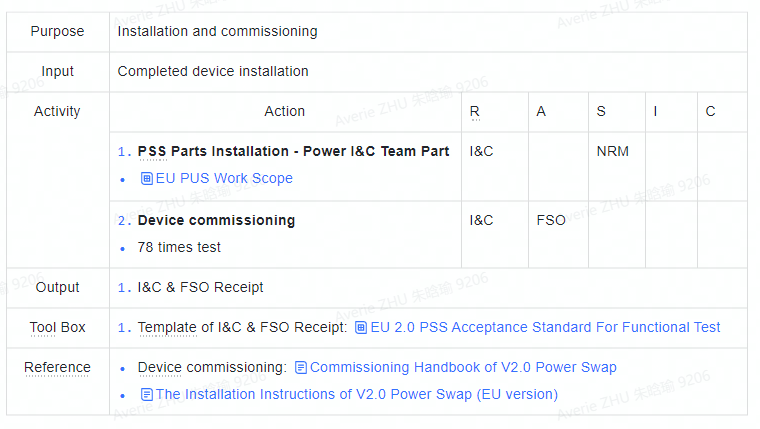 Purpose Installation and commissioning
Input Completed device installation
Activity Action R A S I C
1. PSS Parts Installation - Power I&C Team Part I&C NRM
• EU PUS Work Scope
2. Device commissioning I&C FSO
• 78 times test
Output 1. I&C & FSO Receipt
Tool Box 1. Template of I&C & FSO Receipt: EU 2.0 PSS Acceptance Standard For Functional Test
Reference • Device commissioning: Commissioning Handbook of V2.0 Power Swap
• The Installation Instructions of V2.0 Power Swap (EU version)
Averie ZHU 朱晗瑜 9206